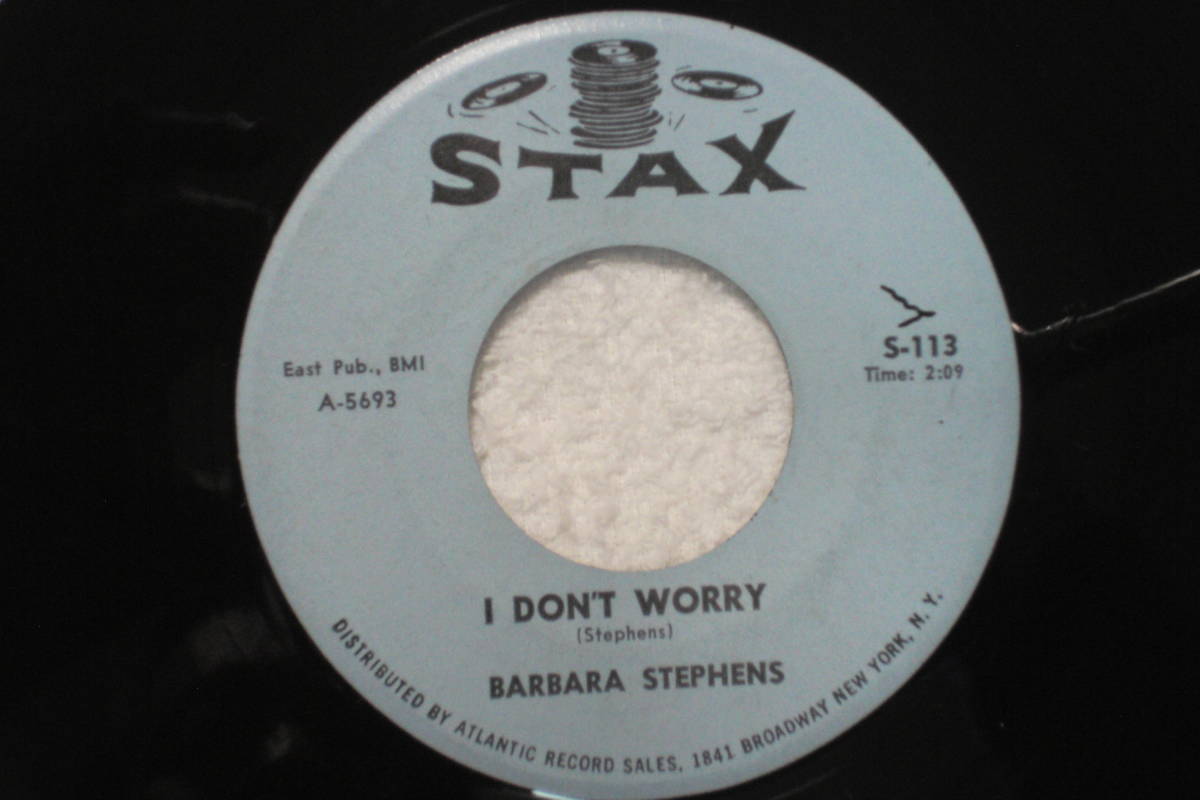 STAX
East Pub., BMI
A-5693
S-113
Time: 2:09
I DON'T WORRY
(Stephens)
BARBARA STEPHENS
DISTRIBUTED BY ATLANTIC RECORD SALES, 1841 BROADWAY NEW YORK, N. Y.